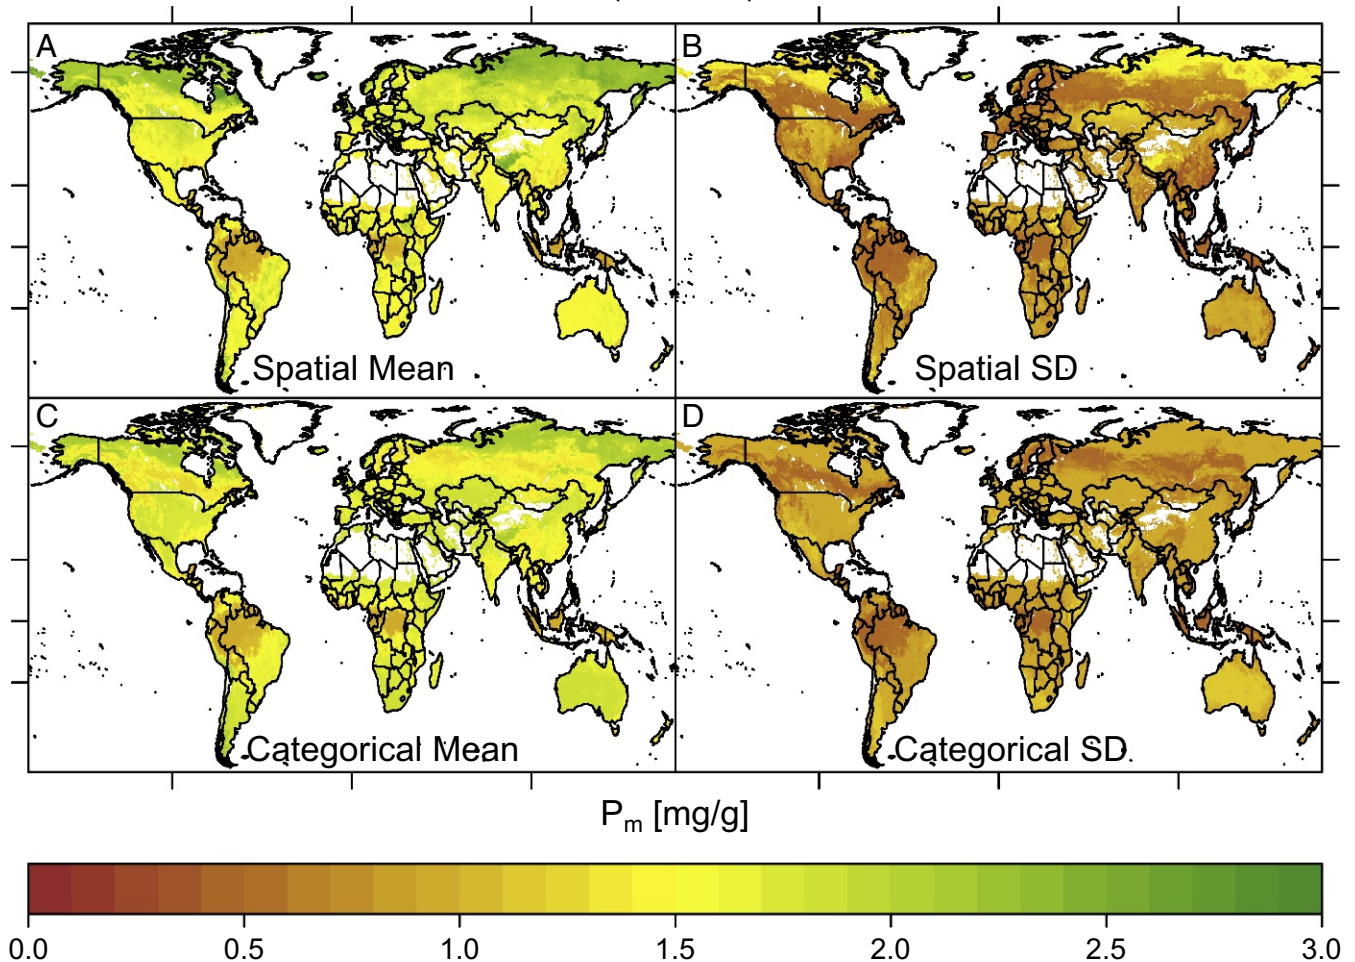 A
B
Spatial Mean
Spatial SD
C
D
Categorical Mean
Categorical SD
Pm [mg/g]
0.0 0.5 1.0 1.5 2.0 2.5 3.0